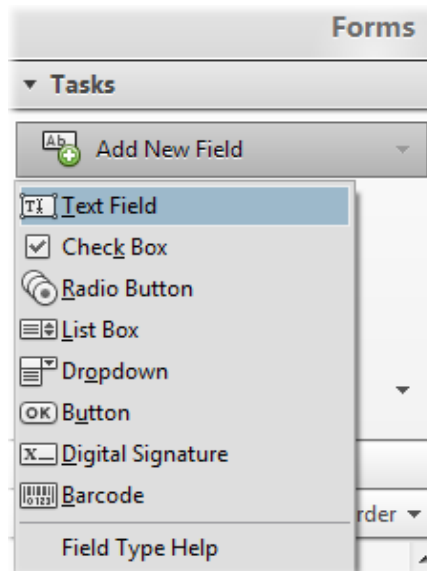 Forms
Tasks
Add New Field
Text Field
Check Box
Radio Button
List Box
Dropdown
OK Button
Digital Signature
Barcode
rder
Field Type Help